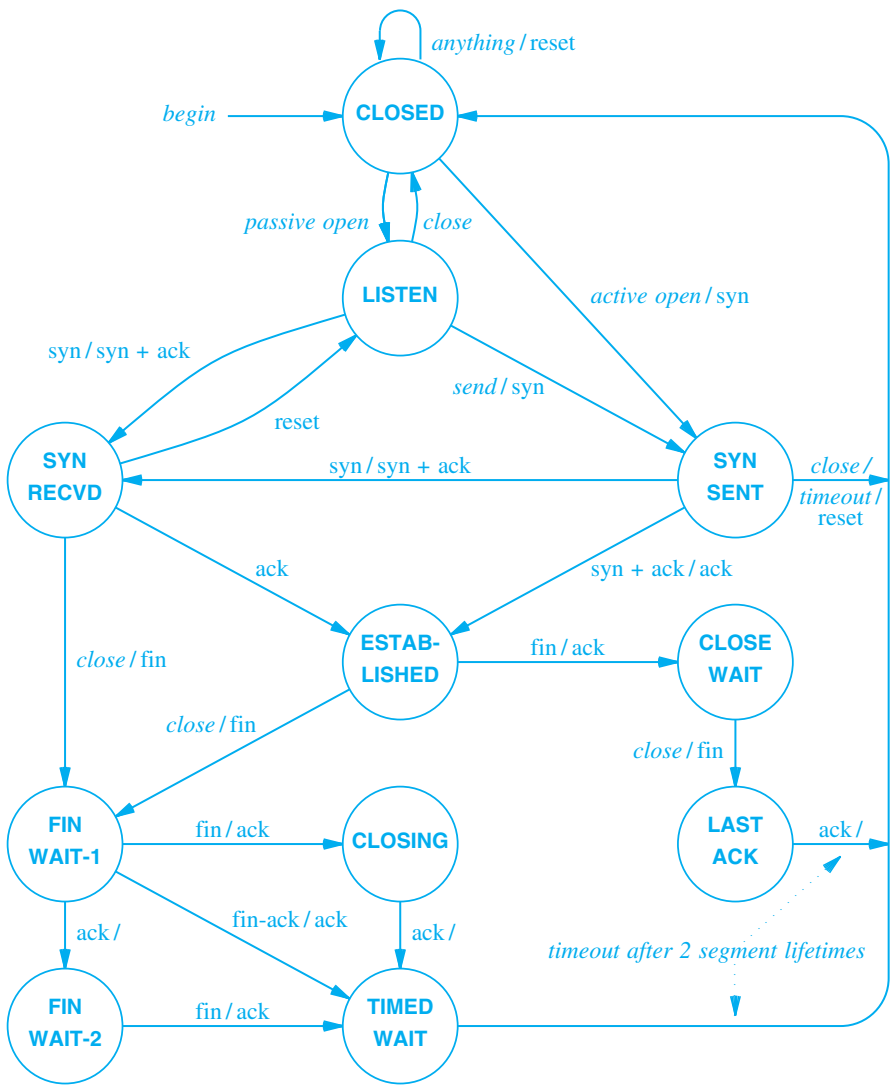 anything / reset
begin
CLOSED
passive open
close
LISTEN
active open / syn
syn / syn + ack
send / syn
reset
SYN
RECVD
syn / syn + ack
SYN
SENT
close /
timeout /
reset
ack
syn + ack / ack
close / fin
ESTAB-
LISHED
fin / ack
CLOSE
WAIT
close / fin
close / fin
FIN
WAIT-1
fin / ack
CLOSING
LAST
ACK
ack /
ack /
fin-ack / ack
ack /
timeout after 2 segment lifetimes
FIN
WAIT-2
fin / ack
TIMED
WAIT